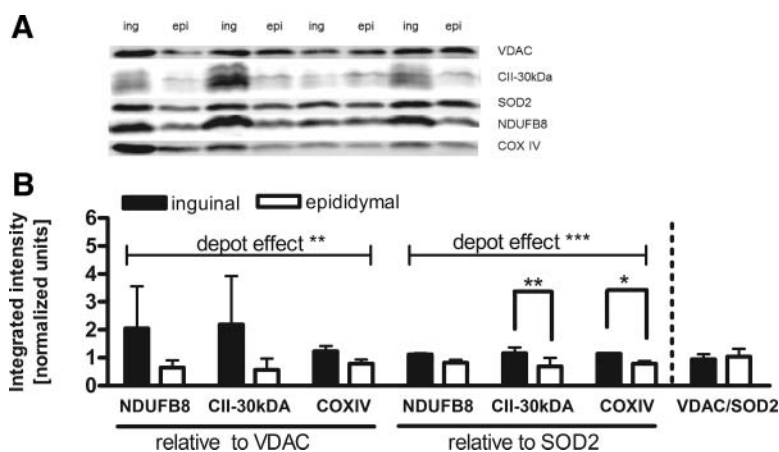 A
ing epi ing epi ing epi ing epi
VDAC
CII-30kDa
SOD2
NDUFB8
COX IV
B
inguinal epididymal
Integrated intensity
[normalized units]
6
5
4
3
2
1
0
depot effect ** depot effect ***
** *
NDUFB8 CII-30kDA COXIV NDUFB8 CII-30kDA COXIV VDAC/SOD2
relative to VDAC relative to SOD2